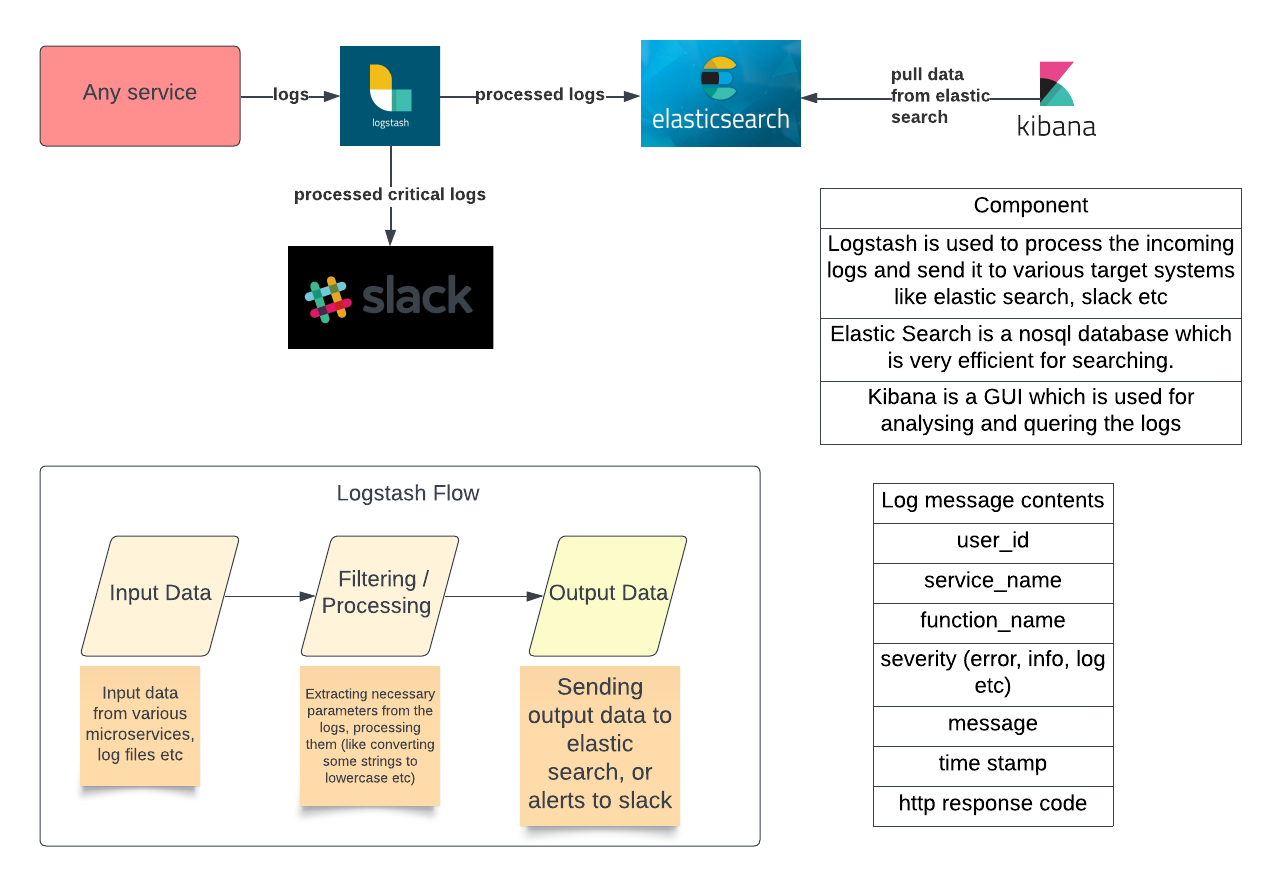 Any service
logs
logstash
processed logs
elasticsearch
pull data
from elastic
search
kibana
processed critical logs
slack
Component
Logstash is used to process the incoming
logs and send it to various target systems
like elastic search, slack etc
Elastic Search is a nosql database which
is very efficient for searching.
Kibana is a GUI which is used for
analysing and quering the logs
Logstash Flow
Input Data
Filtering /
Processing
Output Data
Input data
from various
microservices,
log files etc
Extracting necessary
parameters from the
logs, processing
them (like converting
some strings to
lowercase etc)
Sending
output data to
elastic
search, or
alerts to slack
Log message contents
user_id
service_name
function_name
severity (error, info, log
etc)
message
time stamp
http response code